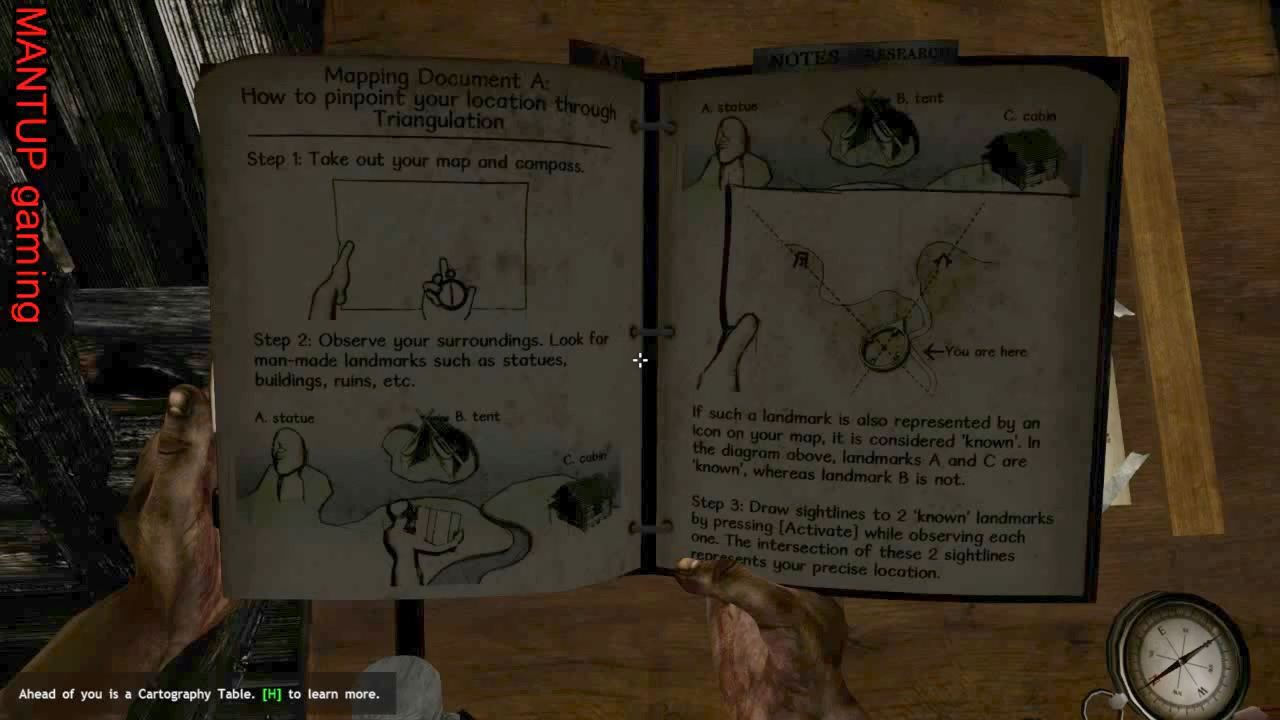 MANTUP gaming
NOTES RESEARCH
Mapping Document A:
How to pinpoint your location through
Triangulation
Step 1: Take out your map and compass.
Step 2: Observe your surroundings. Look for
man-made landmarks such as statues,
buildings, ruins, etc.
A. statue
B. tent
C. cabin
A. statue
B. tent
C. cabin
You are here
If such a landmark is also represented by an
icon on your map, it is considered 'known'. In
the diagram above, landmarks A and C are
'known', whereas landmark B is not.
Step 3: Draw sightlines to 2 'known' landmarks
by pressing [Activate] while observing each
one. The intersection of these 2 sightlines
represents your precise location.
Ahead of you is a Cartography Table. [H] to learn more.
E
W